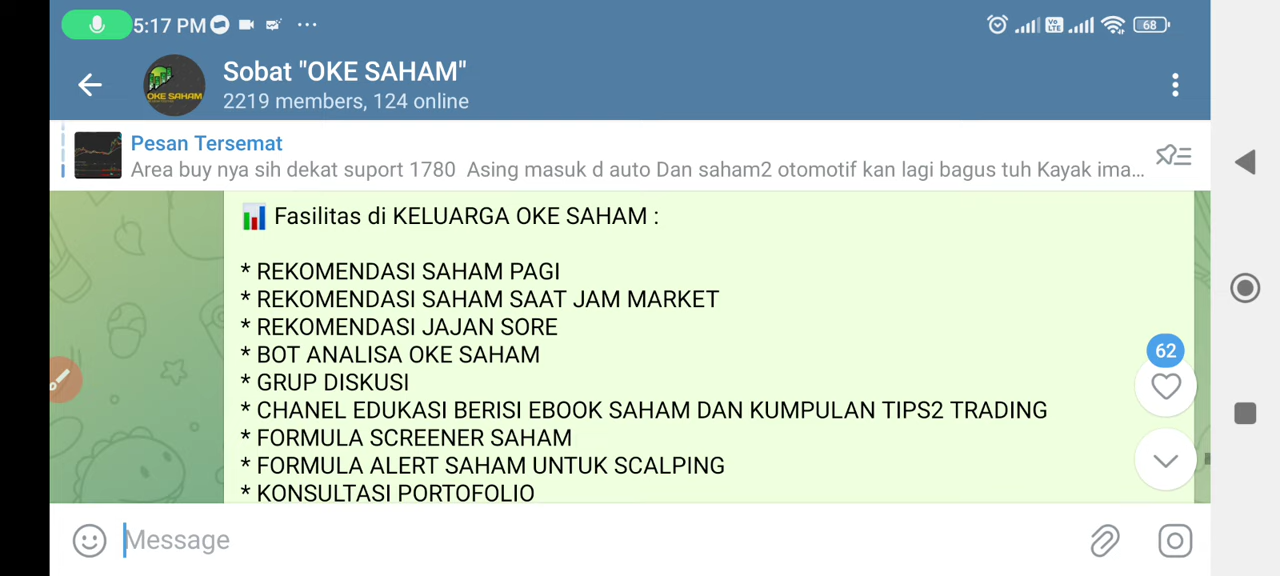 5:17 PM
68
Sobat "OKE SAHAM"
2219 members, 124 online
OKE SAHAM
Pesan Tersemat
Area buy nya sih dekat suport 1780 Asing masuk d auto Dan saham2 otomotif kan lagi bagus tuh Kayak ima...
📊 Fasilitas di KELUARGA OKE SAHAM :
* REKOMENDASI SAHAM PAGI
* REKOMENDASI SAHAM SAAT JAM MARKET
* REKOMENDASI JAJAN SORE
* BOT ANALISA OKE SAHAM
* GRUP DISKUSI
* CHANEL EDUKASI BERISI EBOOK SAHAM DAN KUMPULAN TIPS2 TRADING
* FORMULA SCREENER SAHAM
* FORMULA ALERT SAHAM UNTUK SCALPING
* KONSULTASI PORTOFOLIO
62
Message